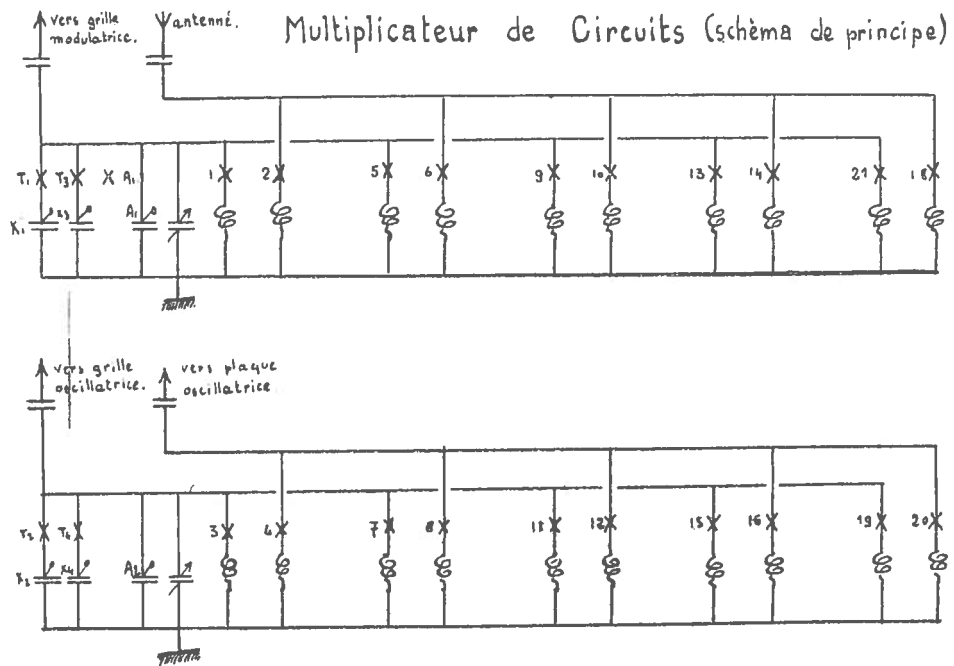 vers grille
modulatrice.
antenné.
Multiplicateur de Circuits (schèma de principe)
T₁ T₃ X A₁ 1 2 5 6 9 10 13 14 21 18
K₁ K₃ A₁
vers grille
oscillatrice.
vers plaque
oscillatrice
T₂ T₄ 3 4 7 8 11 12 15 16 19 20
K₂ K₄ A₂